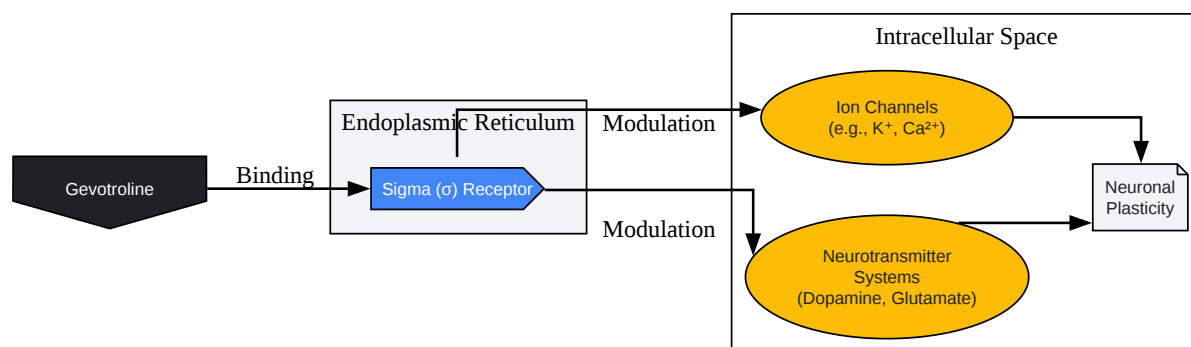 Intracellular Space
Ion Channels
(e.g., K⁺, Ca²⁺)
Endoplasmic Reticulum
Modulation
Gevotroline
Binding
Sigma (σ) Receptor
Neuronal
Plasticity
Modulation
Neurotransmitter
Systems
(Dopamine, Glutamate)